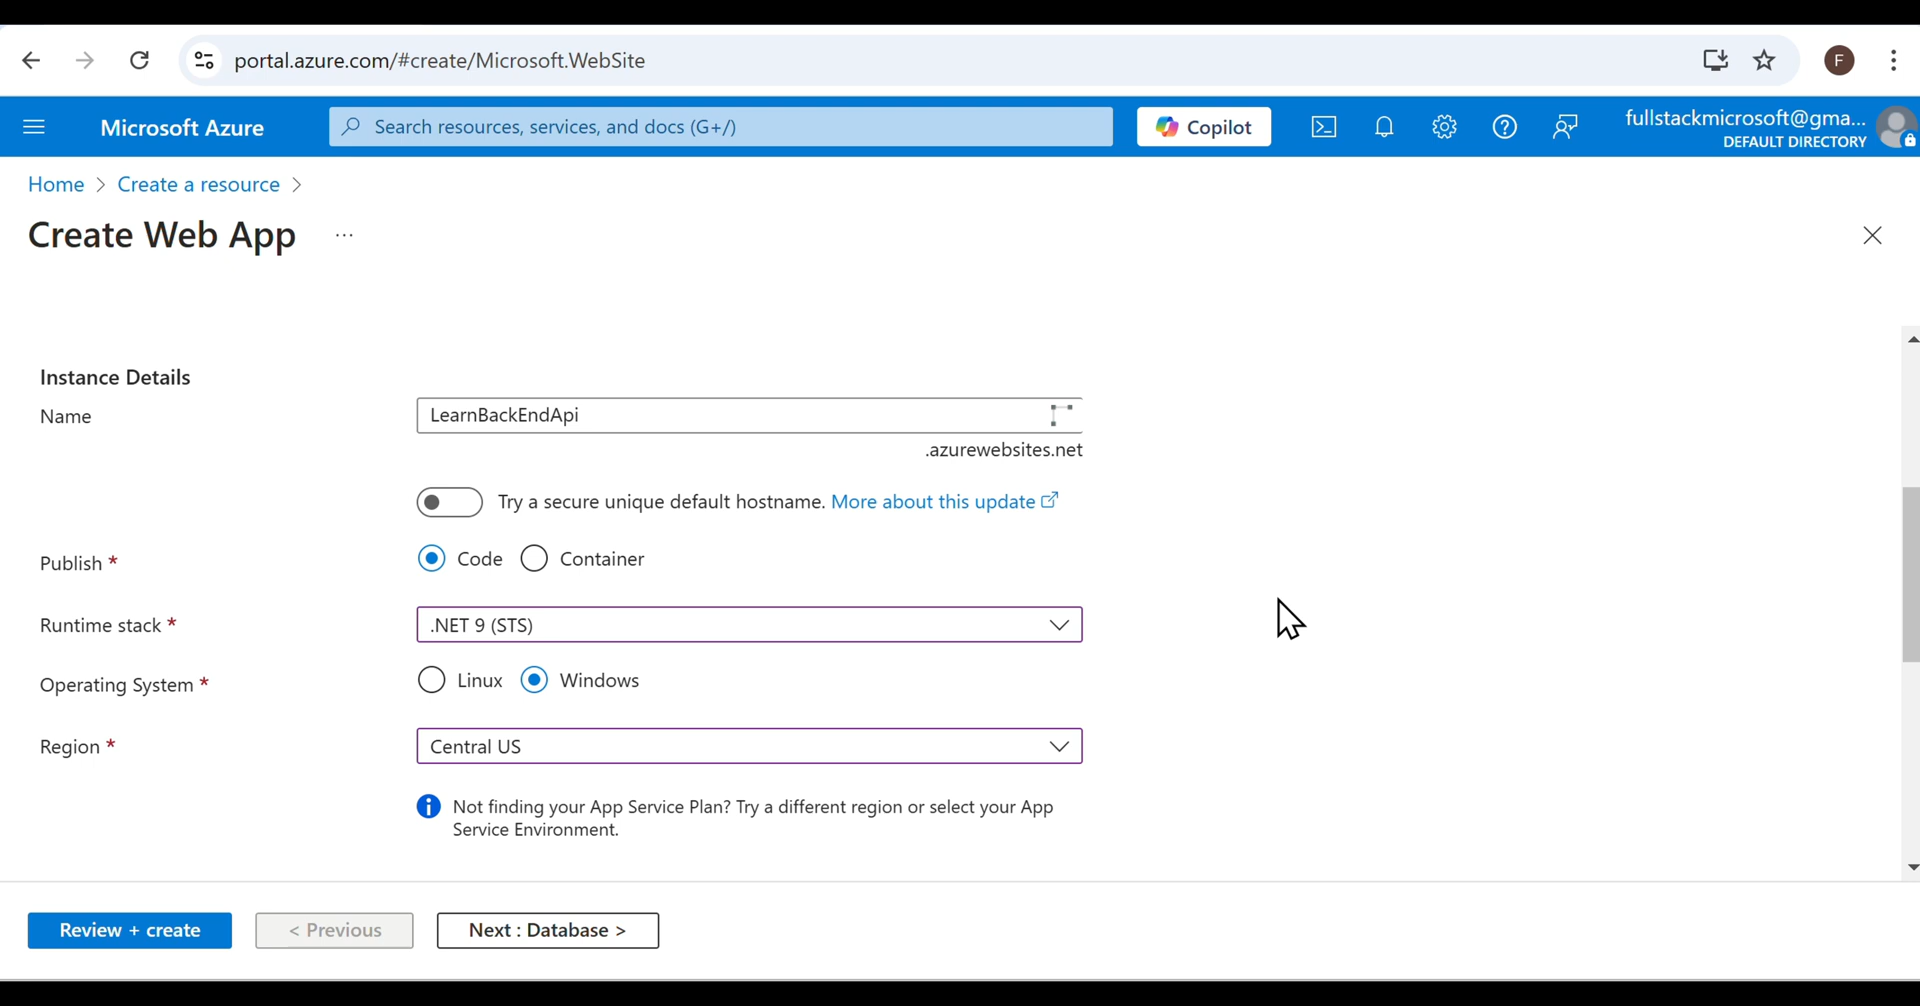 portal.azure.com/#create/Microsoft.WebSite
F
Microsoft Azure
Search resources, services, and docs (G+/)
Copilot
fullstackmicrosoft@gma...
DEFAULT DIRECTORY
Home > Create a resource >
Create Web App ...
Instance Details
Name
LearnBackEndApi
.azurewebsites.net
Try a secure unique default hostname. More about this update
Publish *
Code
Container
Runtime stack *
.NET 9 (STS)
Operating System *
Linux
Windows
Region *
Central US
Not finding your App Service Plan? Try a different region or select your App
Service Environment.
Review + create
< Previous
Next : Database >